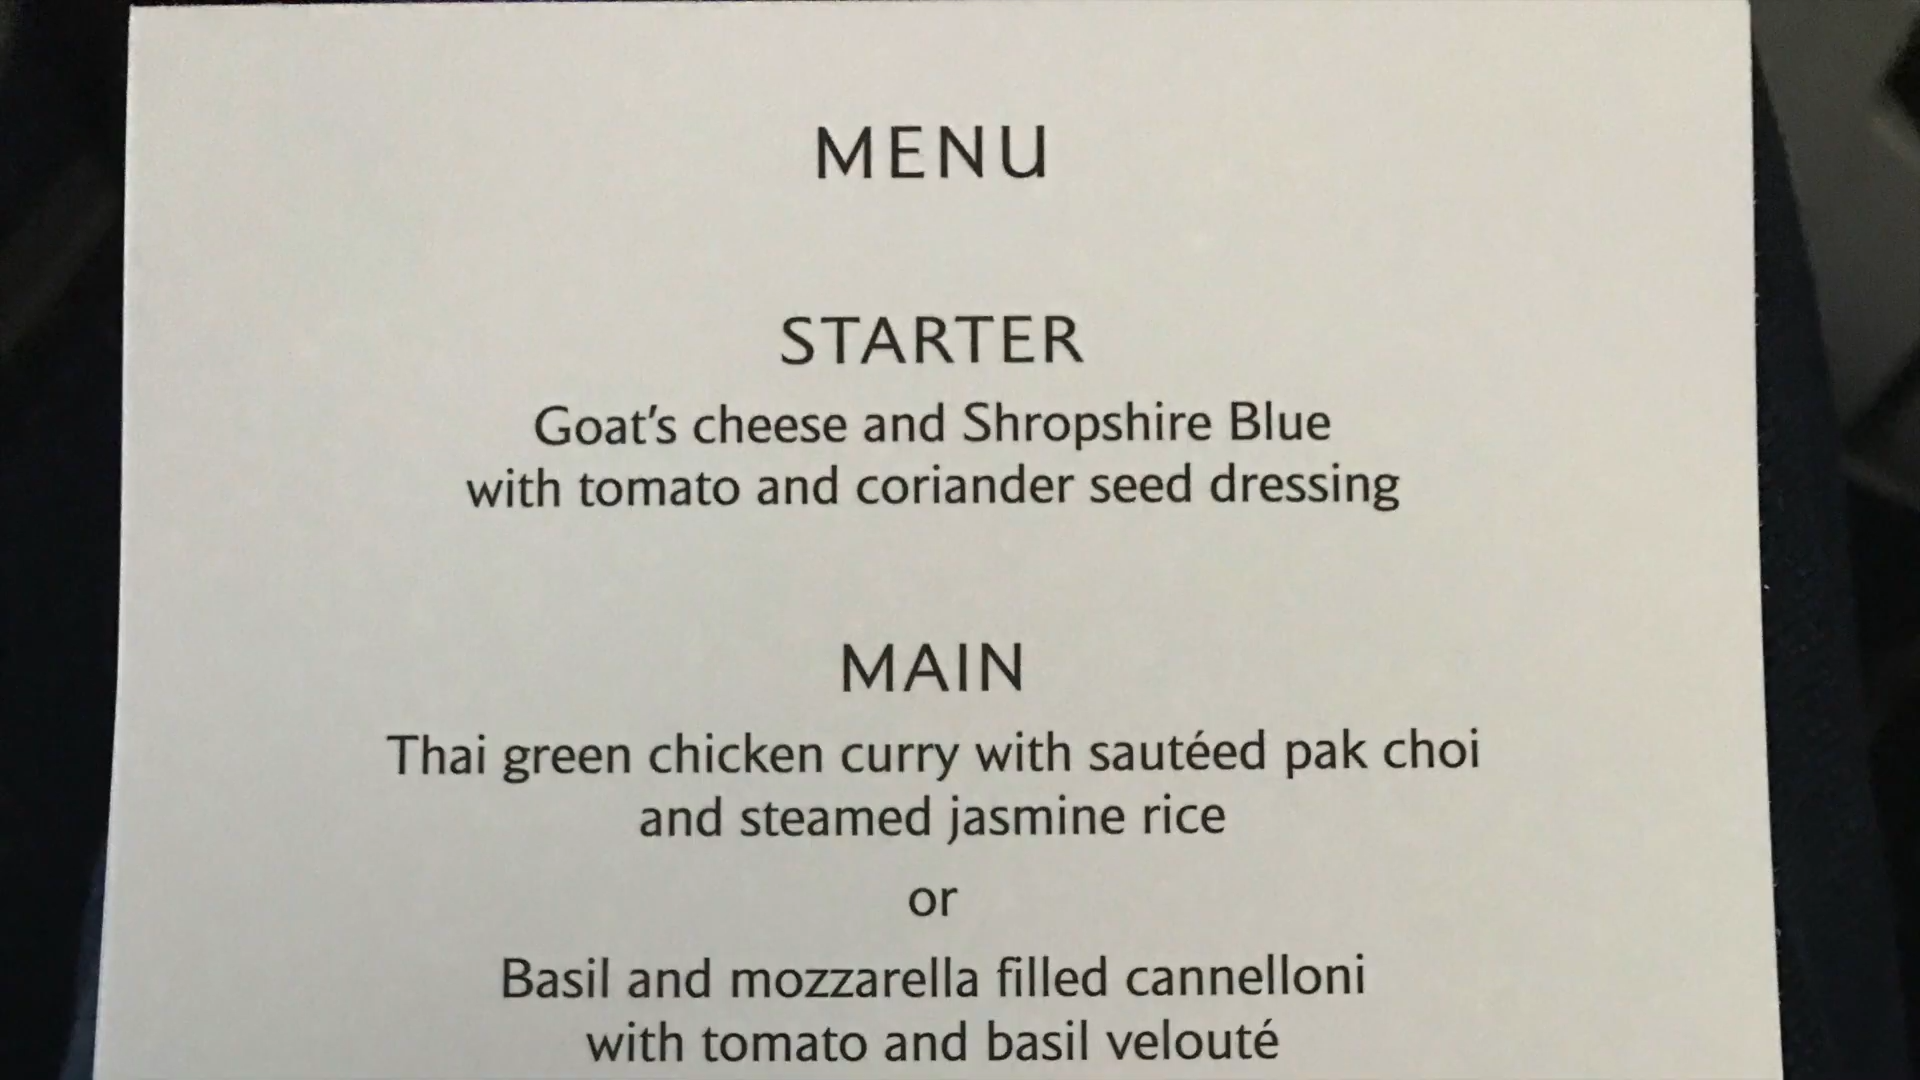 MENU
STARTER
Goat's cheese and Shropshire Blue
with tomato and coriander seed dressing
MAIN
Thai green chicken curry with sautéed pak choi
and steamed jasmine rice
or
Basil and mozzarella filled cannelloni
with tomato and basil velouté